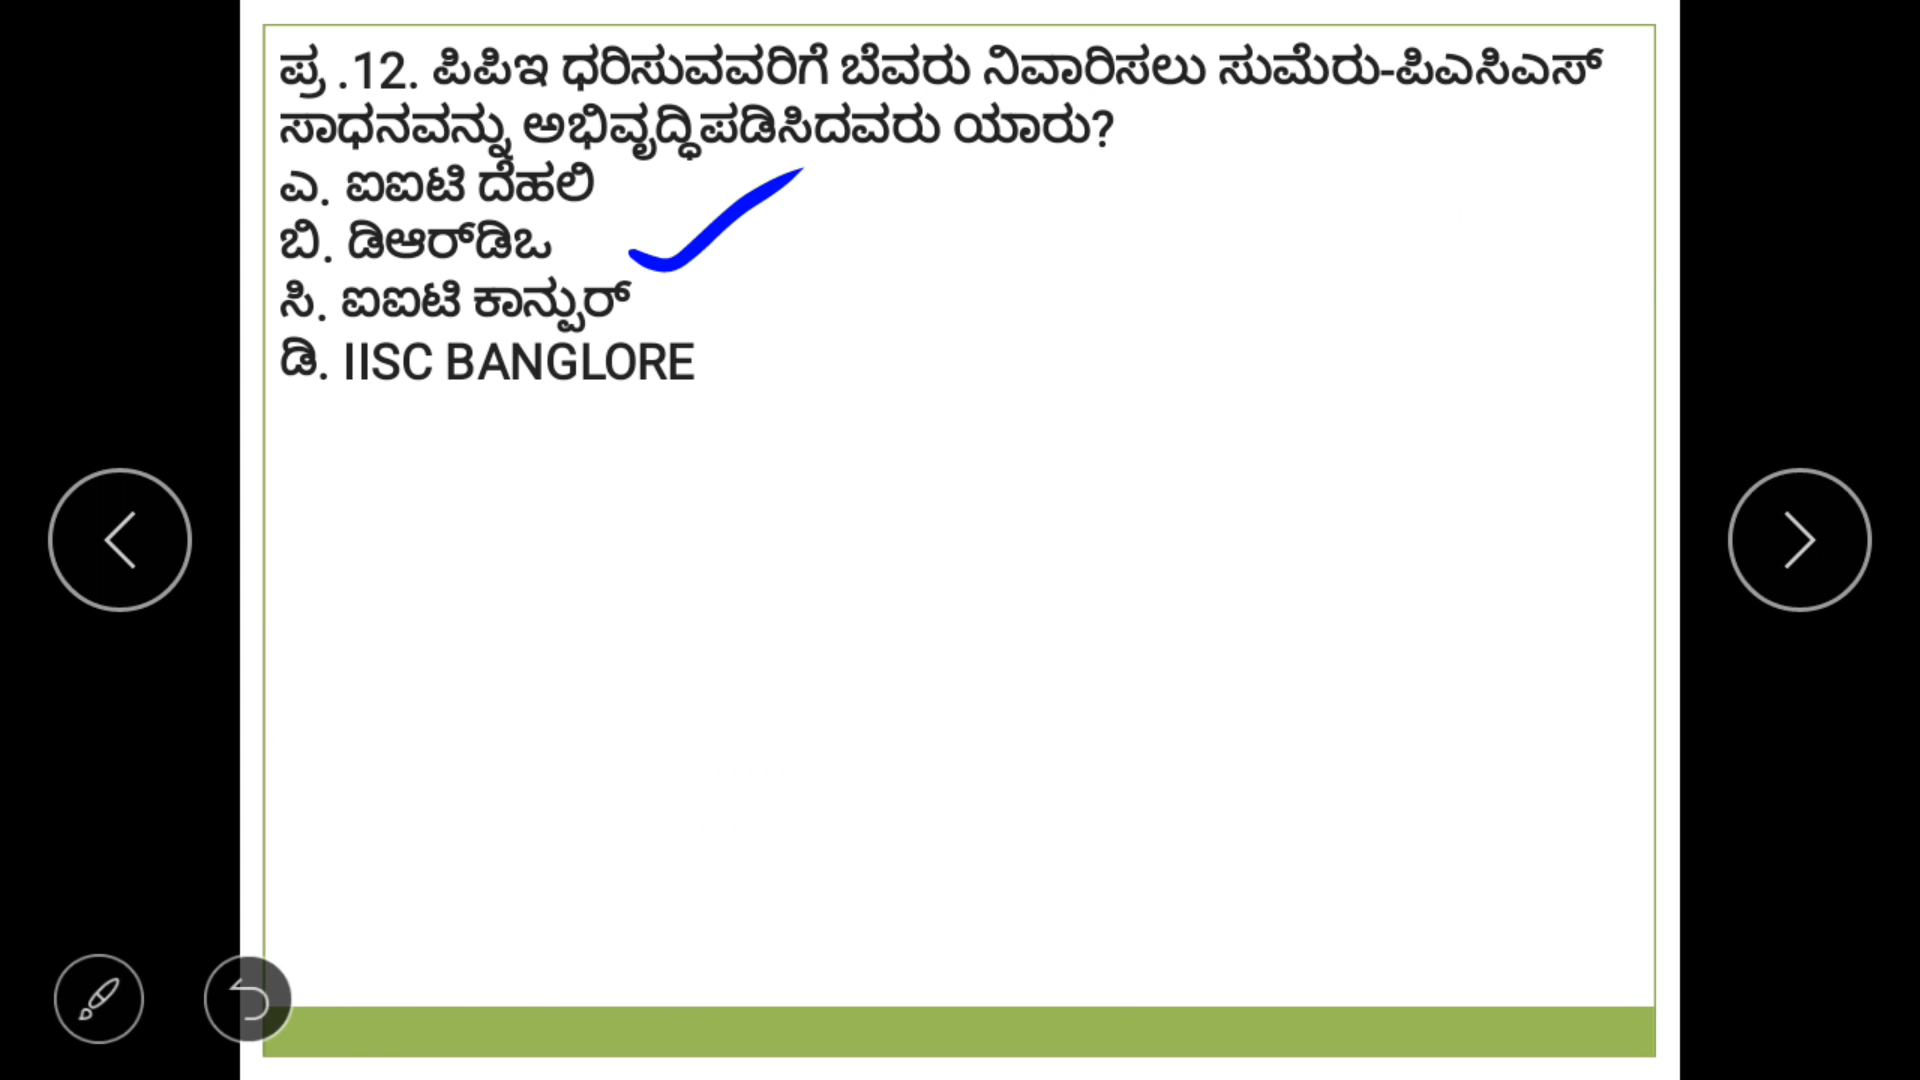 ಪ್ರ .12. ಪಿಪಿಇ ಧರಿಸುವವರಿಗೆ ಬೆವರು ನಿವಾರಿಸಲು ಸುಮೆರು-ಪಿಎಸಿಎಸ್
ಸಾಧನವನ್ನು ಅಭಿವೃದ್ಧಿಪಡಿಸಿದವರು ಯಾರು?
ಎ. ಐಐಟಿ ದೆಹಲಿ
ಬಿ. ಡಿಆರ್‌ಡಿಒ
ಸಿ. ಐಐಟಿ ಕಾನ್ಪುರ್
ಡಿ. IISC BANGLORE